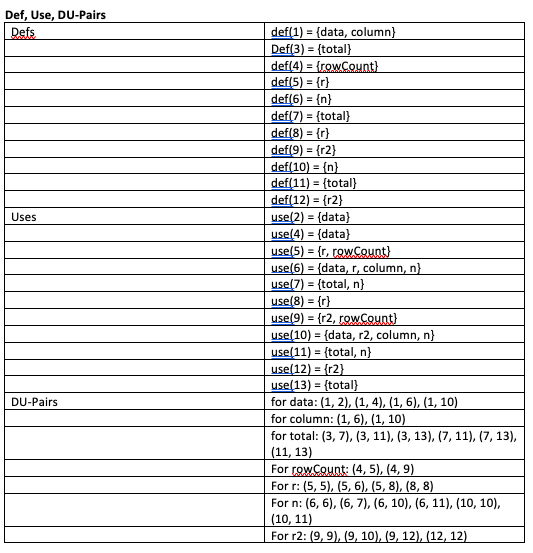 Def, Use, DU-Pairs
Defs def(1) = {data, column}
Def(3) = {total}
def(4) = {rowCount}
def(5) = {r}
def(6) = {n}
def(7) = {total}
def(8) = {r}
def(9) = {r2}
def(10) = {n}
def(11) = {total}
def(12) = {r2}
Uses use(2) = {data}
use(4) = {data}
use(5) = {r, rowCount}
use(6) = {data, r, column, n}
use(7) = {total, n}
use(8) = {r}
use(9) = {r2, rowCount}
use(10) = {data, r2, column, n}
use(11) = {total, n}
use(12) = {r2}
use(13) = {total}
DU-Pairs for data: (1, 2), (1, 4), (1, 6), (1, 10)
for column: (1, 6), (1, 10)
for total: (3, 7), (3, 11), (3, 13), (7, 11), (7, 13),
(11, 13)
For rowCount: (4, 5), (4, 9)
For r: (5, 5), (5, 6), (5, 8), (8, 8)
For n: (6, 6), (6, 7), (6, 10), (6, 11), (10, 10),
(10, 11)
For r2: (9, 9), (9, 10), (9, 12), (12, 12)